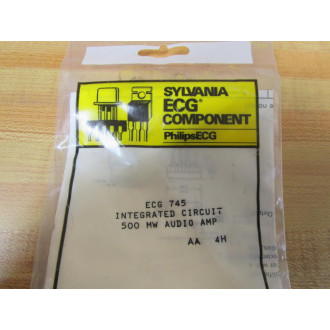 SYLVANIA
ECG®
COMPONENT
PhilipsECG
ECG 745
INTEGRATED CIRCUIT
500 MW AUDIO AMP
AA 4H